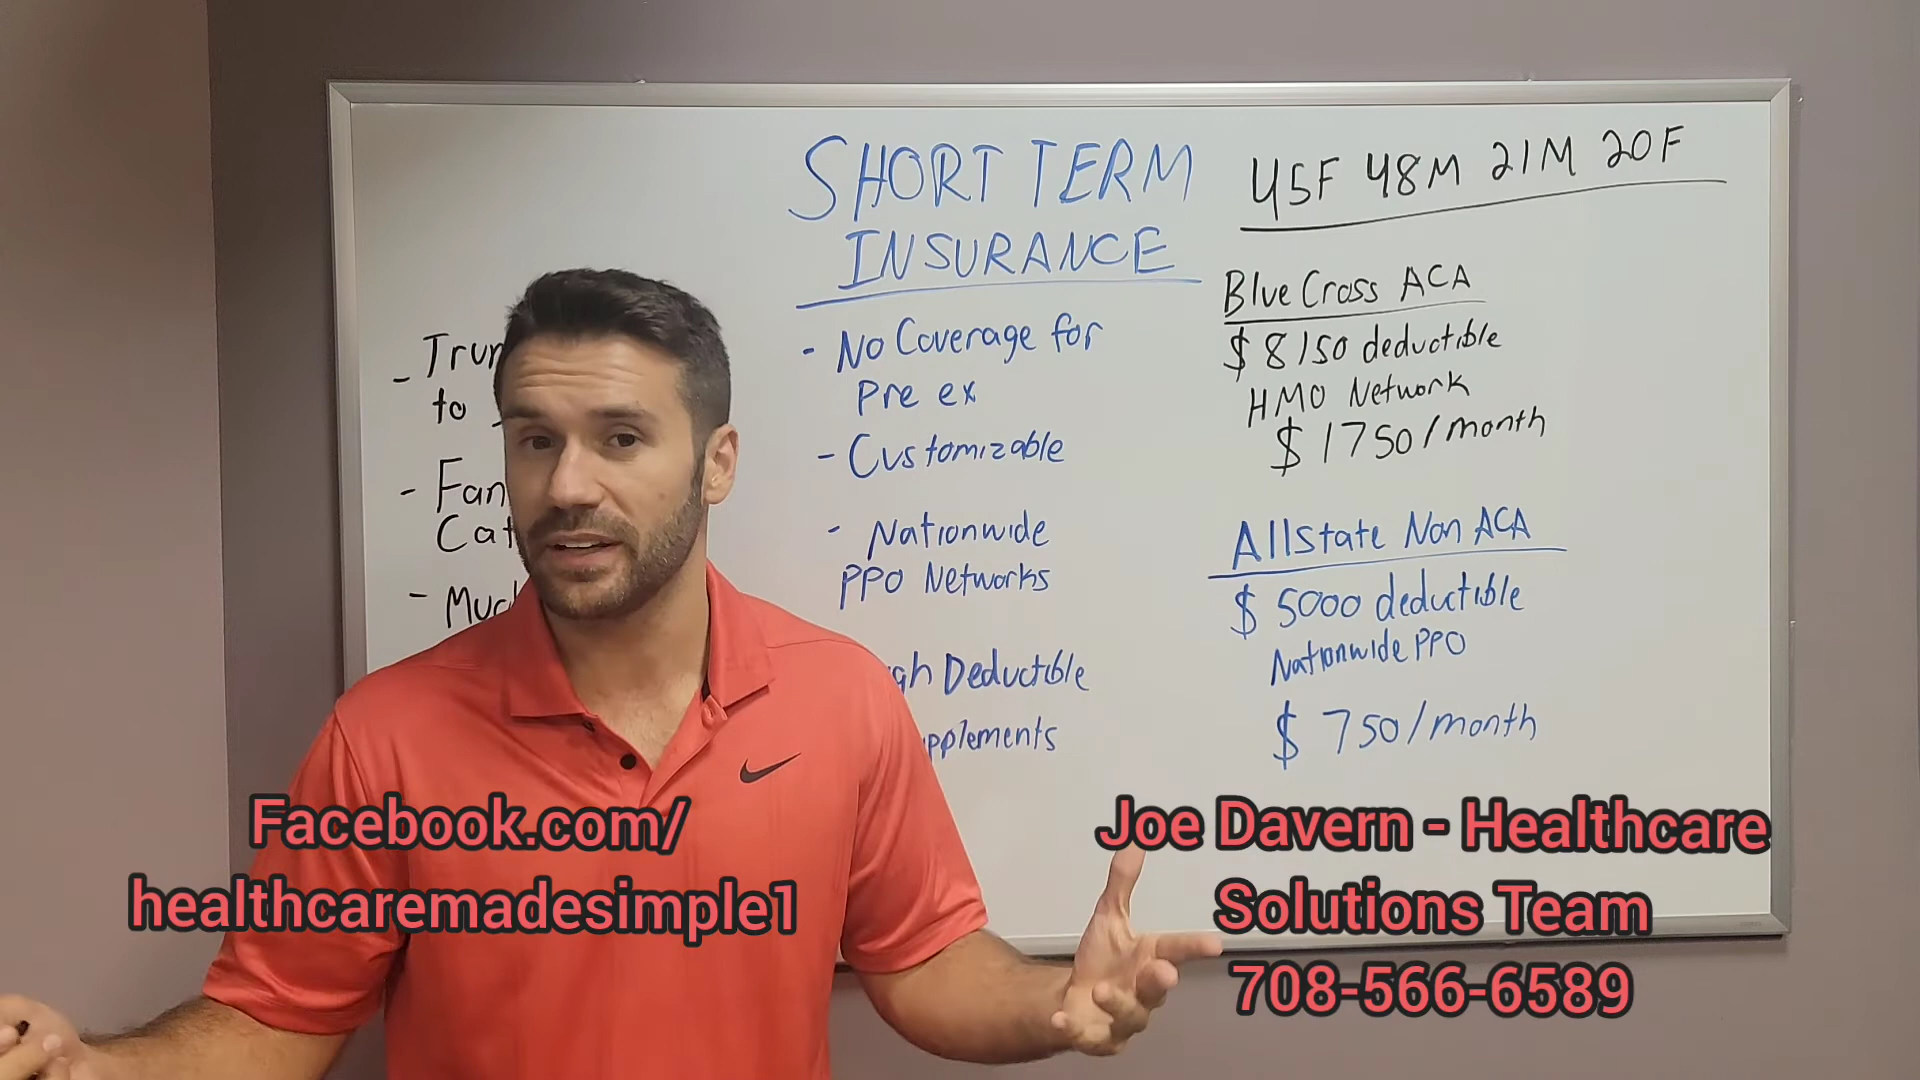 SHORT TERM
INSURANCE
- No Coverage for
Pre ex
- Customizable
- Nationwide
PPO Networks
Deductible
45F 48M 21M 20F
Blue Cross ACA
$ 8150 deductible
HMO Network
$ 1750/month
Allstate Non ACA
$ 5000 deductible
Nationwide PPO
$ 750/month
-
to
-
-
Facebook.com/
healthcaremadesimple1
Joe Davern - Healthcare
Solutions Team
708-566-6589